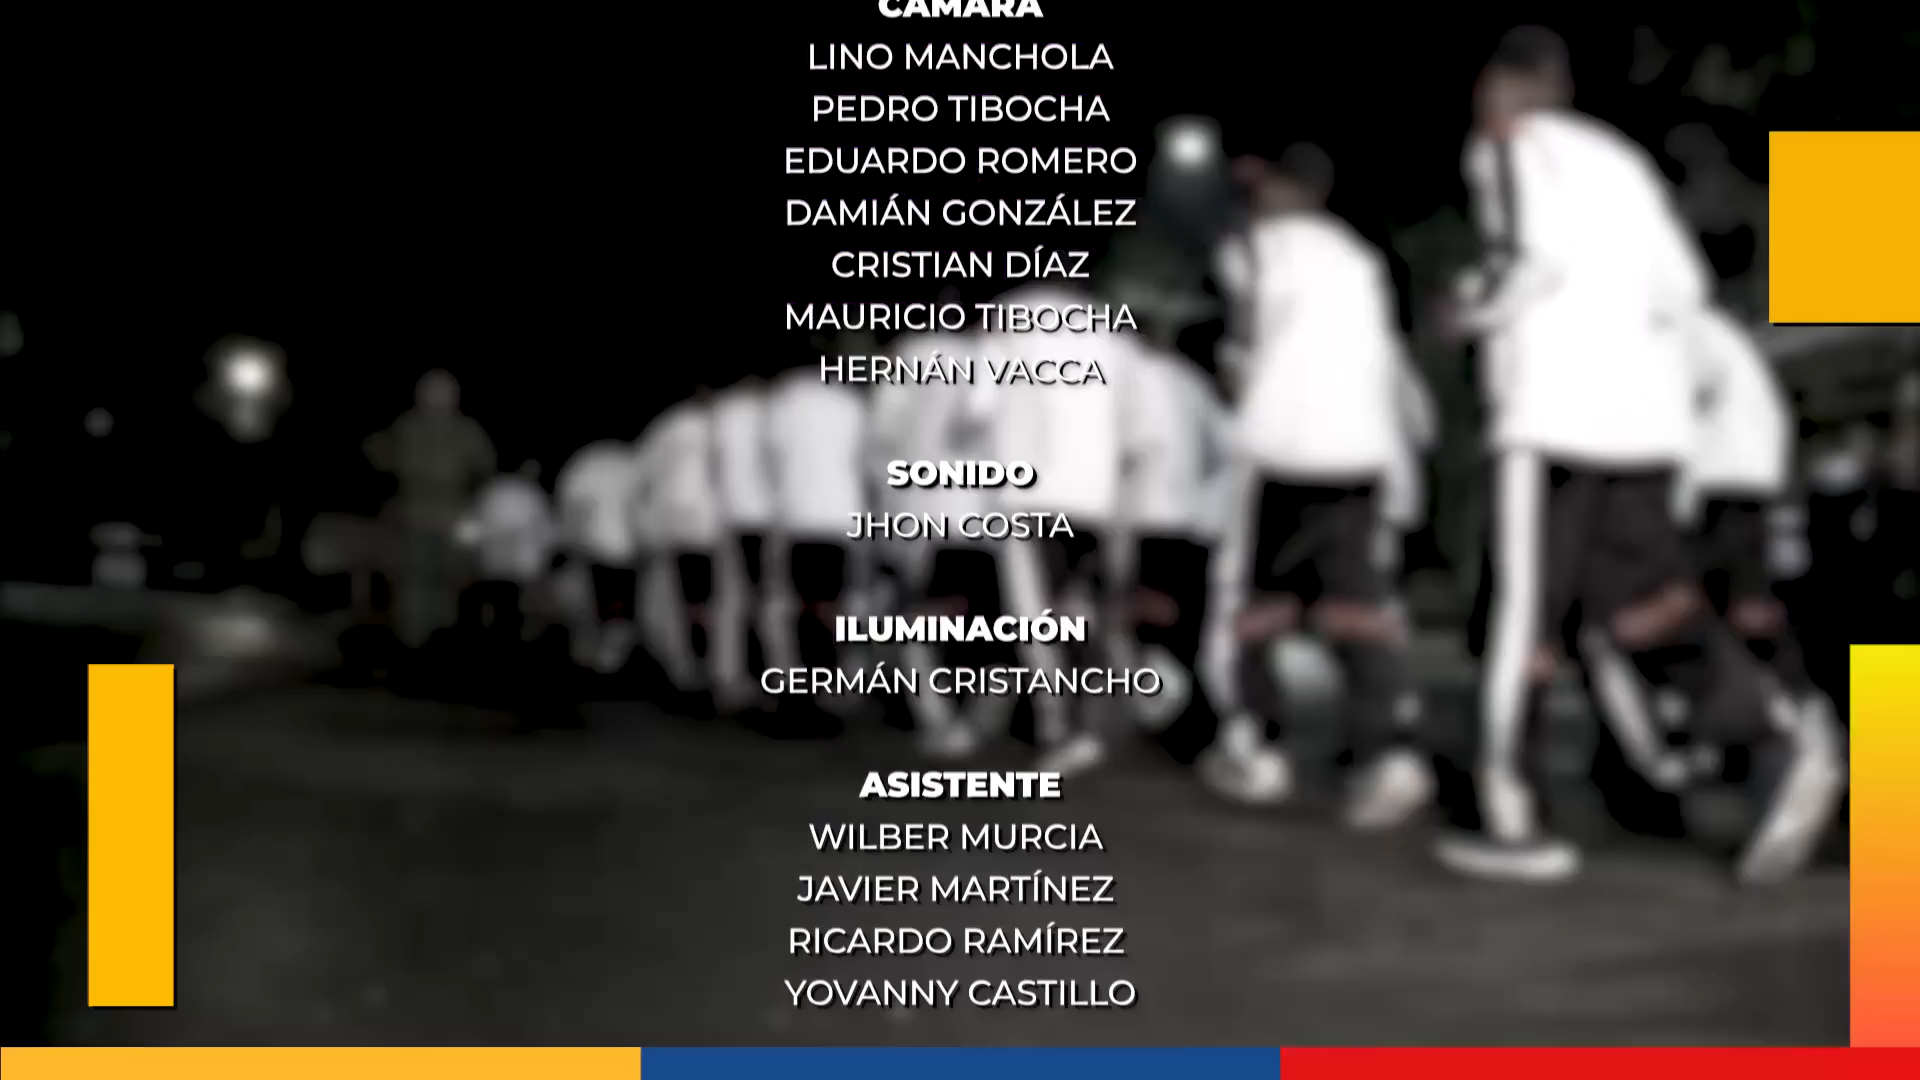 CÁMARA
LINO MANCHOLA
PEDRO TIBOCHA
EDUARDO ROMERO
DAMIÁN GONZÁLEZ
CRISTIAN DÍAZ
MAURICIO TIBOCHA
HERNÁN VACCA
SONIDO
JHON COSTA
ILUMINACIÓN
GERMÁN CRISTANCHO
ASISTENTE
WILBER MURCIA
JAVIER MARTÍNEZ
RICARDO RAMÍREZ
YOVANNY CASTILLO